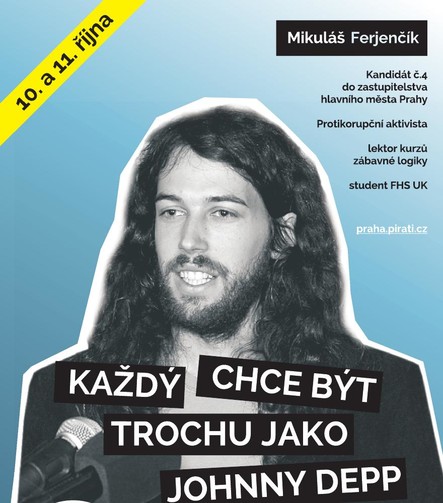 10. a 11. října
Mikuláš Ferjenčík
Kandidát č.4
do zastupitelstva
hlavního města Prahy
Protikorupční aktivista
lektor kurzů
zábavné logiky
student FHS UK
praha.pirati.cz
KAŽDÝ CHCE BÝT
TROCHU JAKO
JOHNNY DEPP